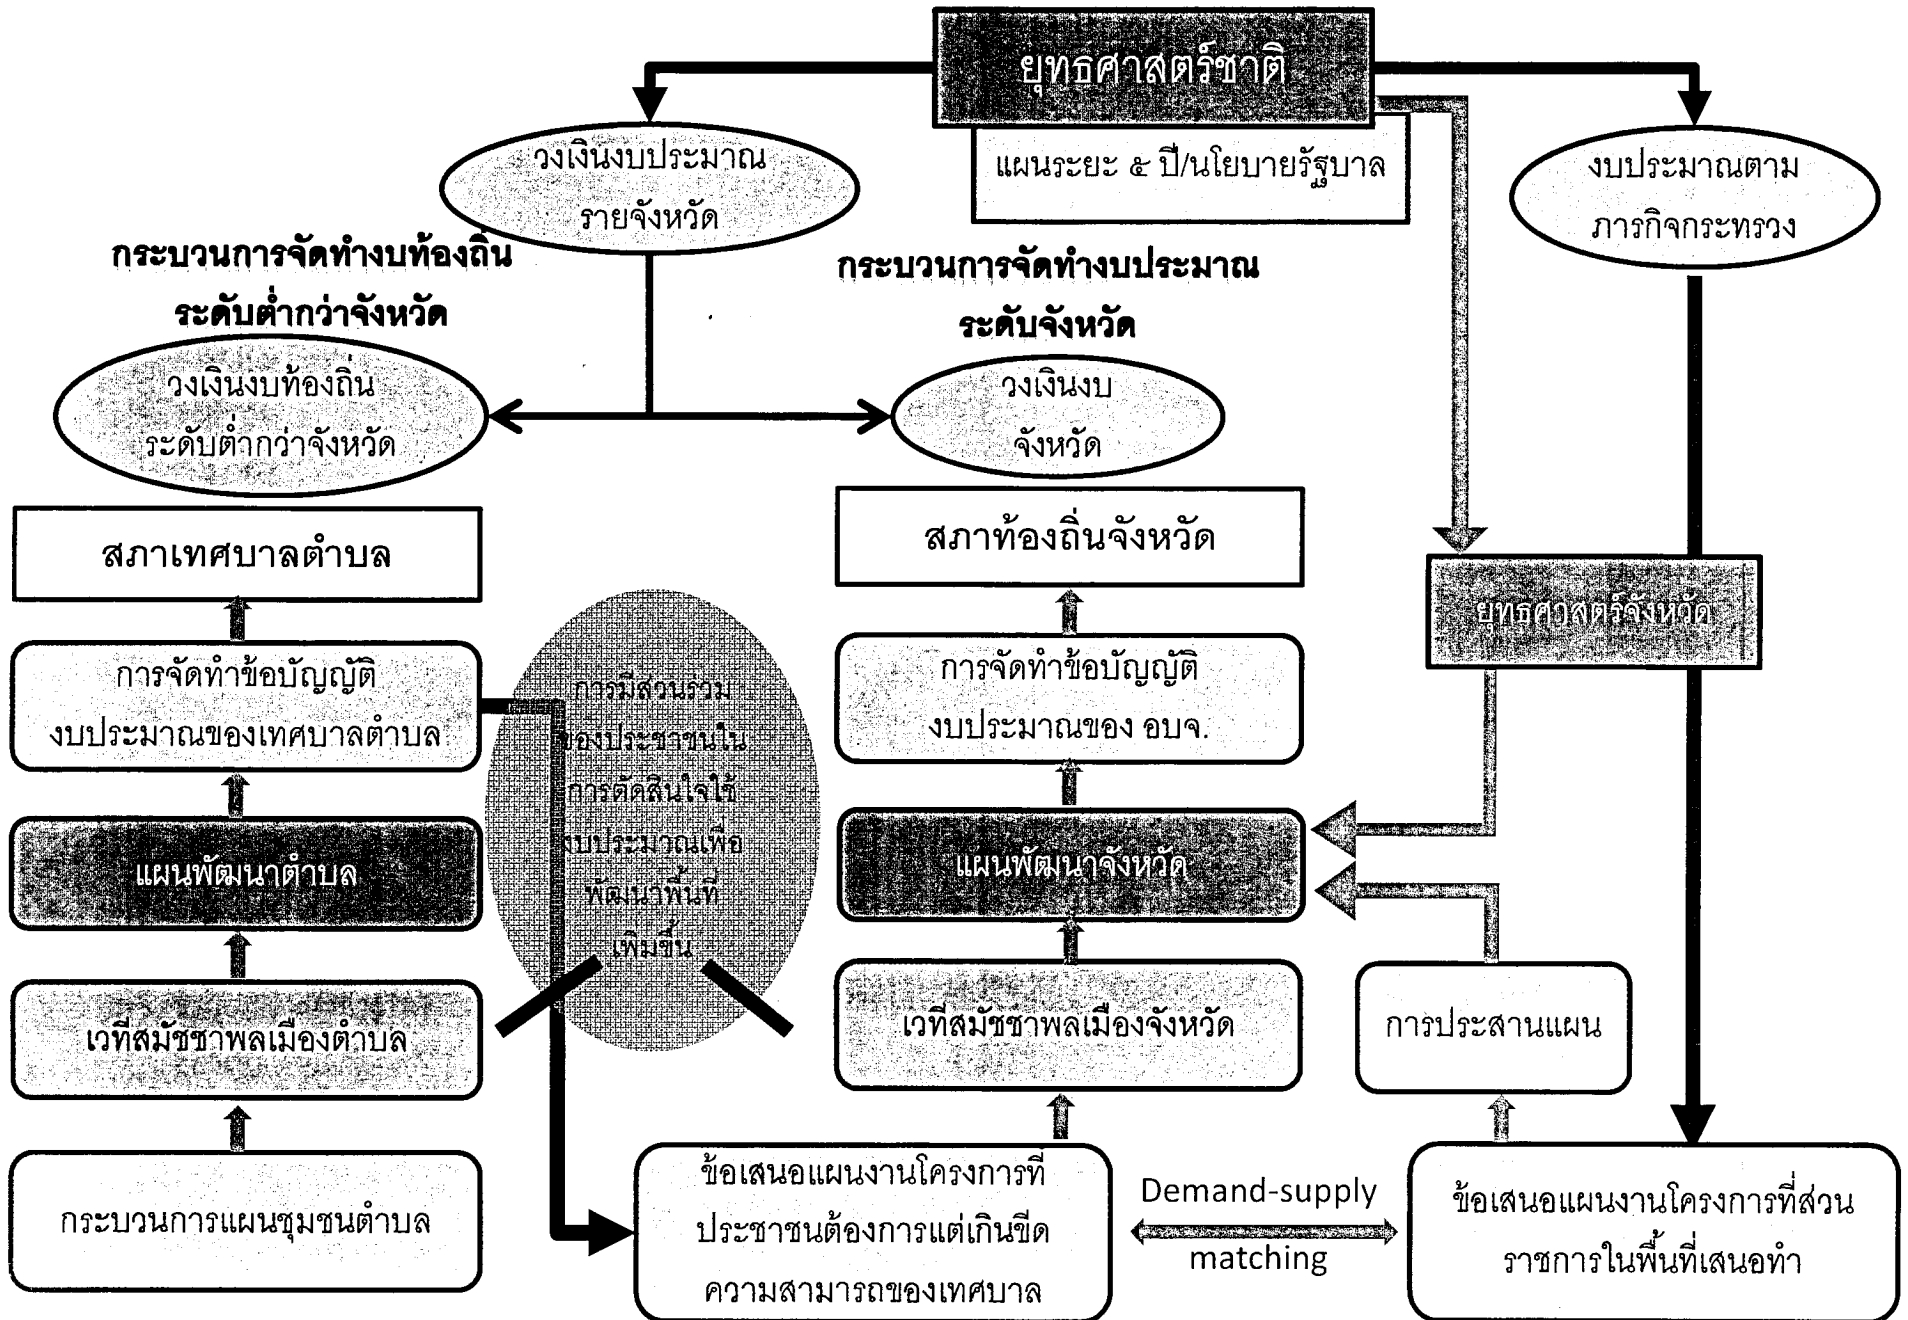 ยุทธศาสตร์ชาติ
แผนระยะ ๕ ปี/นโยบายรัฐบาล
วงเงินงบประมาณ
รายจังหวัด
งบประมาณตาม
ภารกิจกระทรวง
กระบวนการจัดทำงบท้องถิ่น
ระดับต่ำกว่าจังหวัด
กระบวนการจัดทำงบประมาณ
ระดับจังหวัด
วงเงินงบท้องถิ่น
ระดับต่ำกว่าจังหวัด
วงเงินงบ
จังหวัด
สภาเทศบาลตำบล
สภาท้องถิ่นจังหวัด
ยุทธศาสตร์จังหวัด
การจัดทำข้อบัญญัติ
งบประมาณของเทศบาลตำบล
การมีส่วนร่วม
ของประชาชนใน
การตัดสินใจใช้
งบประมาณเพื่อ
พัฒนาพื้นที่
เพิ่มขึ้น
การจัดทำข้อบัญญัติ
งบประมาณของ อบจ.
แผนพัฒนาตำบล
แผนพัฒนาจังหวัด
เวทีสมัชชาพลเมืองตำบล
เวทีสมัชชาพลเมืองจังหวัด
การประสานแผน
กระบวนการแผนชุมชนตำบล
ข้อเสนอแผนงานโครงการที่
ประชาชนต้องการแต่เกินขีด
ความสามารถของเทศบาล
Demand-supply
matching
ข้อเสนอแผนงานโครงการที่ส่วน
ราชการในพื้นที่เสนอทำ